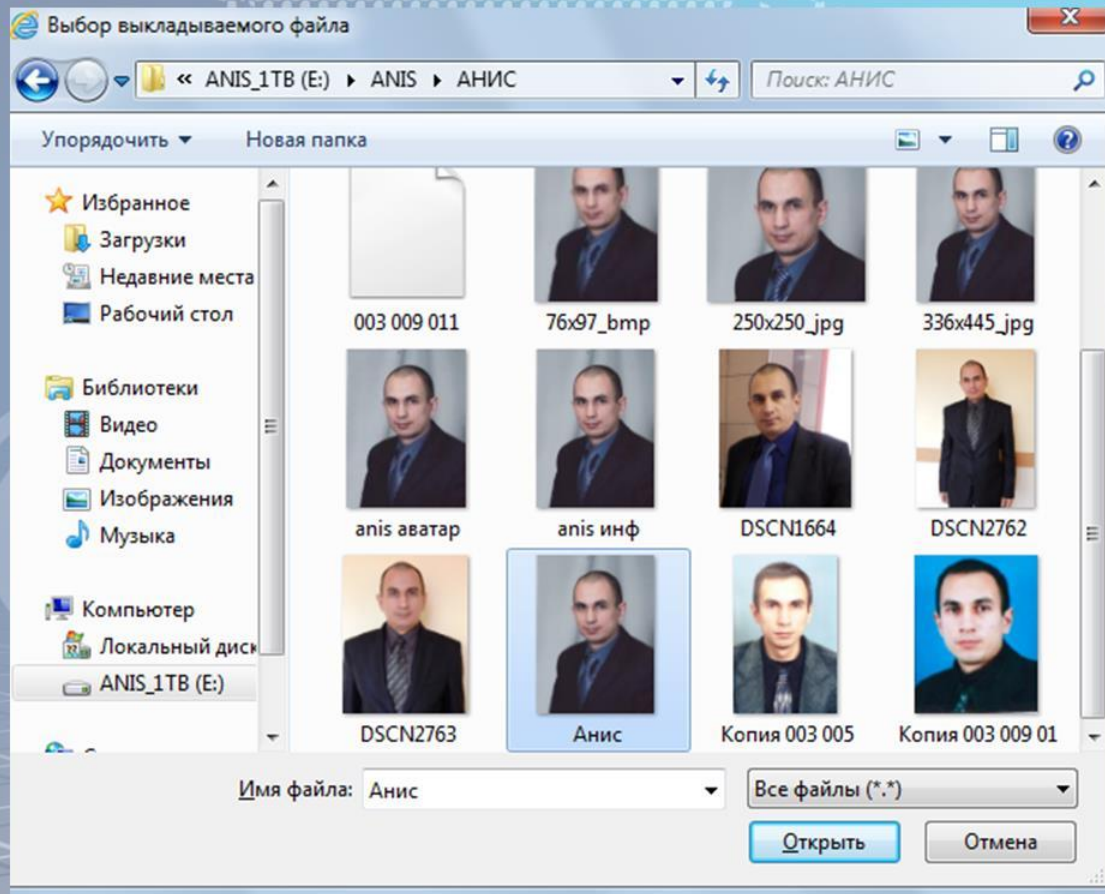 Выбор выкладываемого файла
« ANIS_1TB (E:) ▸ ANIS ▸ АНИС
Поиск: АНИС
Упорядочить Новая папка
Избранное
Загрузки
Недавние места
Рабочий стол
Библиотеки
Видео
Документы
Изображения
Музыка
Компьютер
Локальный диск
ANIS_1TB (E:)
003 009 011 76x97_bmp 250x250_jpg 336x445_jpg
anis аватар anis инф DSCN1664 DSCN2762
DSCN2763 Анис Копия 003 005 Копия 003 009 01
Имя файла: Анис Все файлы (*.*)
Открыть Отмена